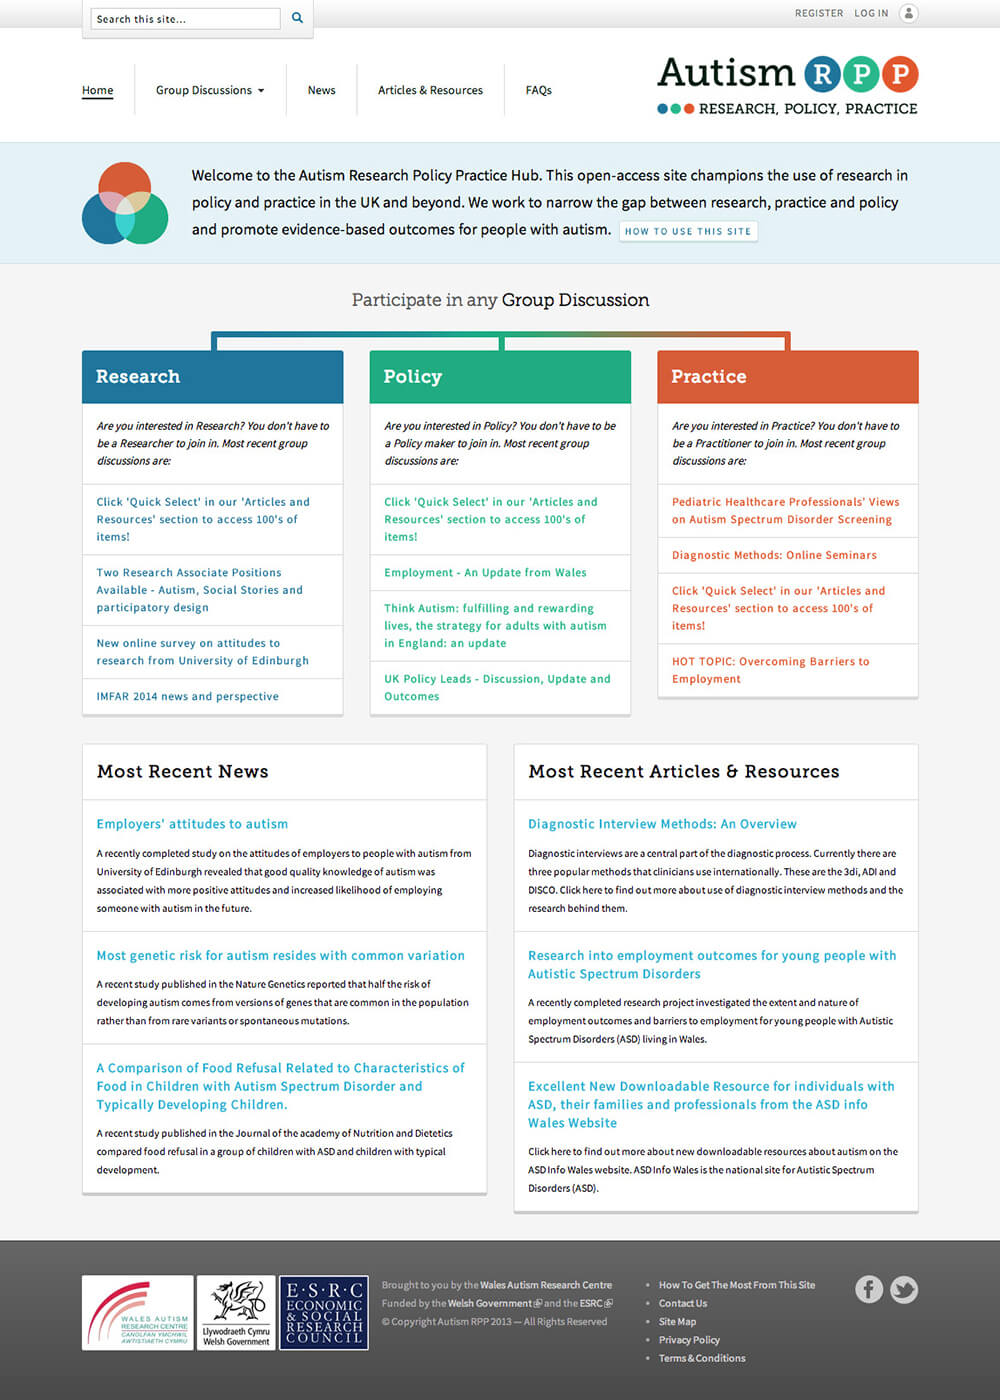 Search this site...
REGISTER LOG IN
Home
Group Discussions
News
Articles & Resources
FAQs
Autism R P P
RESEARCH, POLICY, PRACTICE
Welcome to the Autism Research Policy Practice Hub. This open-access site champions the use of research in
policy and practice in the UK and beyond. We work to narrow the gap between research, practice and policy
and promote evidence-based outcomes for people with autism. HOW TO USE THIS SITE
Participate in any Group Discussion
Research
Are you interested in Research? You don't have to
be a Researcher to join in. Most recent group
discussions are:
Click 'Quick Select' in our 'Articles and
Resources' section to access 100's of
items!
Two Research Associate Positions
Available - Autism, Social Stories and
participatory design
New online survey on attitudes to
research from University of Edinburgh
IMFAR 2014 news and perspective
Policy
Are you interested in Policy? You don't have to be
a Policy maker to join in. Most recent group
discussions are:
Click 'Quick Select' in our 'Articles and
Resources' section to access 100's of
items!
Employment - An Update from Wales
Think Autism: fulfilling and rewarding
lives, the strategy for adults with autism
in England: an update
UK Policy Leads - Discussion, Update and
Outcomes
Practice
Are you interested in Practice? You don't have to
be a Practitioner to join in. Most recent group
discussions are:
Pediatric Healthcare Professionals' Views
on Autism Spectrum Disorder Screening
Diagnostic Methods: Online Seminars
Click 'Quick Select' in our 'Articles and
Resources' section to access 100's of
items!
HOT TOPIC: Overcoming Barriers to
Employment
Most Recent News
Employers' attitudes to autism
A recently completed study on the attitudes of employers to people with autism from
University of Edinburgh revealed that good quality knowledge of autism was
associated with more positive attitudes and increased likelihood of employing
someone with autism in the future.
Most genetic risk for autism resides with common variation
A recent study published in the Nature Genetics reported that half the risk of
developing autism comes from versions of genes that are common in the population
rather than from rare variants or spontaneous mutations.
A Comparison of Food Refusal Related to Characteristics of
Food in Children with Autism Spectrum Disorder and
Typically Developing Children.
A recent study published in the Journal of the academy of Nutrition and Dietetics
compared food refusal in a group of children with ASD and children with typical
development.
Most Recent Articles & Resources
Diagnostic Interview Methods: An Overview
Diagnostic interviews are a central part of the diagnostic process. Currently there are
three popular methods that clinicians use internationally. These are the 3di, ADI and
DISCO. Click here to find out more about use of diagnostic interview methods and the
research behind them.
Research into employment outcomes for young people with
Autistic Spectrum Disorders
A recently completed research project investigated the extent and nature of
employment outcomes and barriers to employment for young people with Autistic
Spectrum Disorders (ASD) living in Wales.
Excellent New Downloadable Resource for individuals with
ASD, their families and professionals from the ASD info
Wales Website
Click here to find out more about new downloadable resources about autism on the
ASD Info Wales website. ASD Info Wales is the national site for Autistic Spectrum
Disorders (ASD).
WALES AUTISM
RESEARCH CENTRE
CANOLFAN YMCHWIL
AWTISTIAETH CYMRU
Llywodraeth Cymru
Welsh Government
E·S·R·C
ECONOMIC
& SOCIAL
RESEARCH
COUNCIL
Brought to you by the Wales Autism Research Centre
Funded by the Welsh Government and the ESRC
© Copyright Autism RPP 2013 — All Rights Reserved
How To Get The Most From This Site
Contact Us
Site Map
Privacy Policy
Terms & Conditions